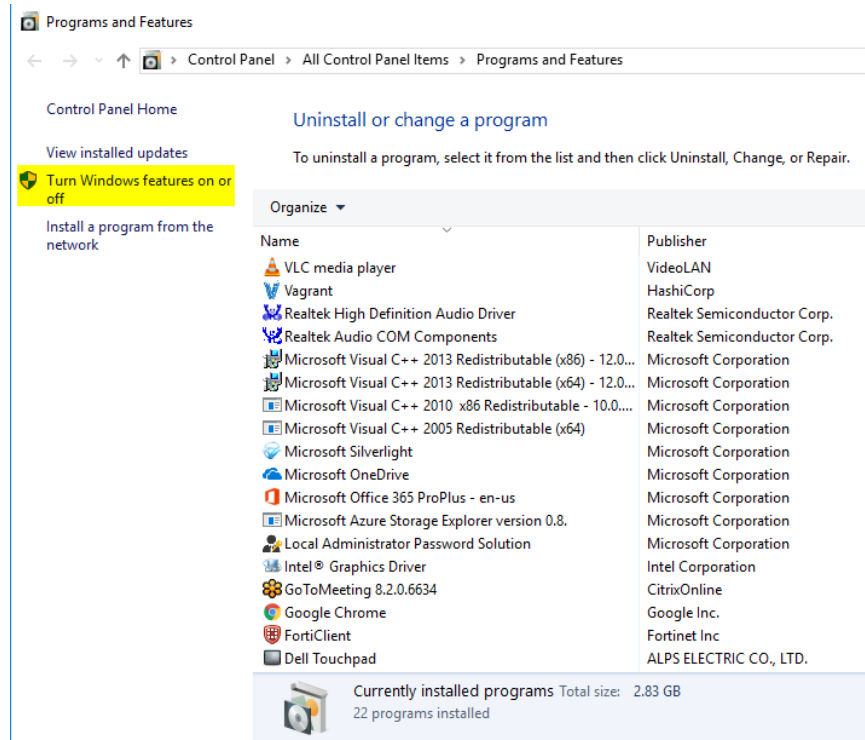 Programs and Features
Control Panel > All Control Panel Items > Programs and Features
Control Panel Home
View installed updates
Turn Windows features on or
off
Install a program from the
network
Uninstall or change a program
To uninstall a program, select it from the list and then click Uninstall, Change, or Repair.
Organize
Name Publisher
VLC media player VideoLAN
Vagrant HashiCorp
Realtek High Definition Audio Driver Realtek Semiconductor Corp.
Realtek Audio COM Components Realtek Semiconductor Corp.
Microsoft Visual C++ 2013 Redistributable (x86) - 12.0... Microsoft Corporation
Microsoft Visual C++ 2013 Redistributable (x64) - 12.0... Microsoft Corporation
Microsoft Visual C++ 2010 x86 Redistributable - 10.0.... Microsoft Corporation
Microsoft Visual C++ 2005 Redistributable (x64) Microsoft Corporation
Microsoft Silverlight Microsoft Corporation
Microsoft OneDrive Microsoft Corporation
Microsoft Office 365 ProPlus - en-us Microsoft Corporation
Microsoft Azure Storage Explorer version 0.8. Microsoft Corporation
Local Administrator Password Solution Microsoft Corporation
Intel® Graphics Driver Intel Corporation
GoToMeeting 8.2.0.6634 CitrixOnline
Google Chrome Google Inc.
FortiClient Fortinet Inc
Dell Touchpad ALPS ELECTRIC CO., LTD.
Currently installed programs Total size: 2.83 GB
22 programs installed